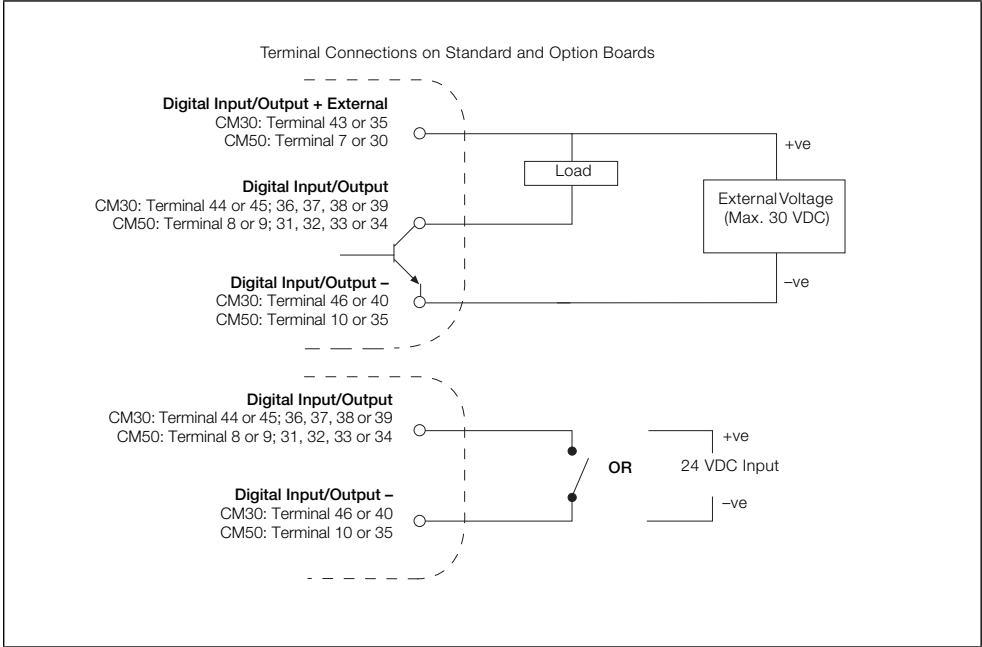 Terminal Connections on Standard and Option Boards
Digital Input/Output + External
CM30: Terminal 43 or 35
CM50: Terminal 7 or 30
+ve
Load
Digital Input/Output
CM30: Terminal 44 or 45; 36, 37, 38 or 39
CM50: Terminal 8 or 9; 31, 32, 33 or 34
External Voltage
(Max. 30 VDC)
Digital Input/Output –
CM30: Terminal 46 or 40
CM50: Terminal 10 or 35
–ve
Digital Input/Output
CM30: Terminal 44 or 45; 36, 37, 38 or 39
CM50: Terminal 8 or 9; 31, 32, 33 or 34
+ve
OR
24 VDC Input
–ve
Digital Input/Output –
CM30: Terminal 46 or 40
CM50: Terminal 10 or 35